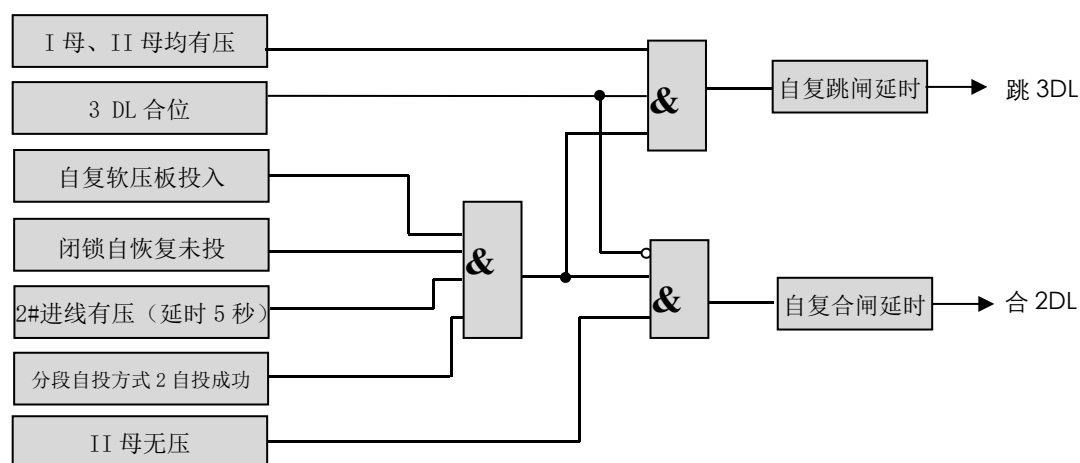 I 母、II 母均有压
3 DL 合位
自复软压板投入
闭锁自恢复未投
2#进线有压（延时 5 秒）
分段自投方式 2 自投成功
II 母无压
&
&
&
自复跳闸延时
跳 3DL
自复合闸延时
合 2DL